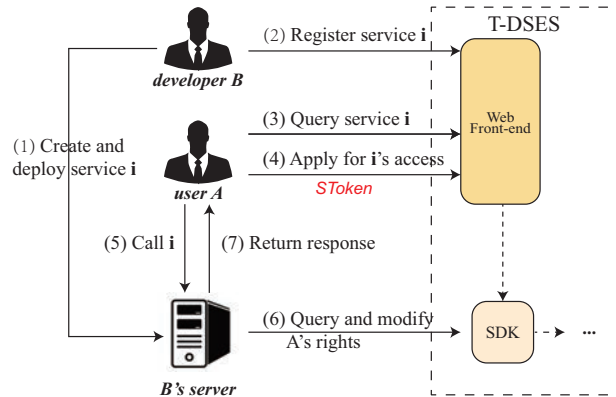 T-DSES
(2) Register service i
developer B
Web
Front-end
(3) Query service i
(1) Create and
deploy service i
(4) Apply for i's access
SToken
user A
(5) Call i
(7) Return response
(6) Query and modify
A's rights
SDK
...
B's server